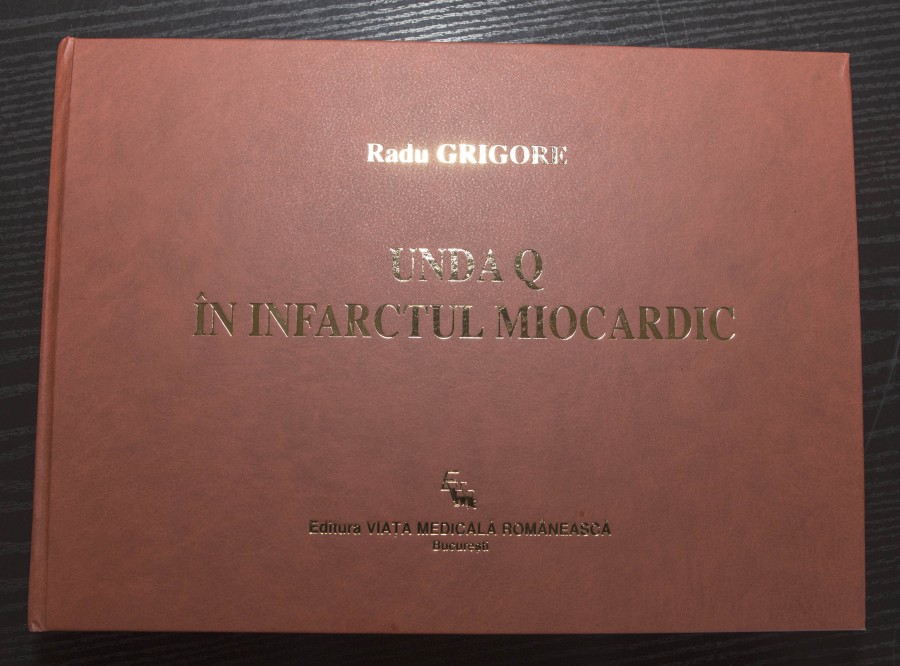 Radu GRIGORE
UNDA Q
ÎN INFARCTUL MIOCARDIC
Editura VIAȚA MEDICALĂ ROMÂNEASCĂ
București